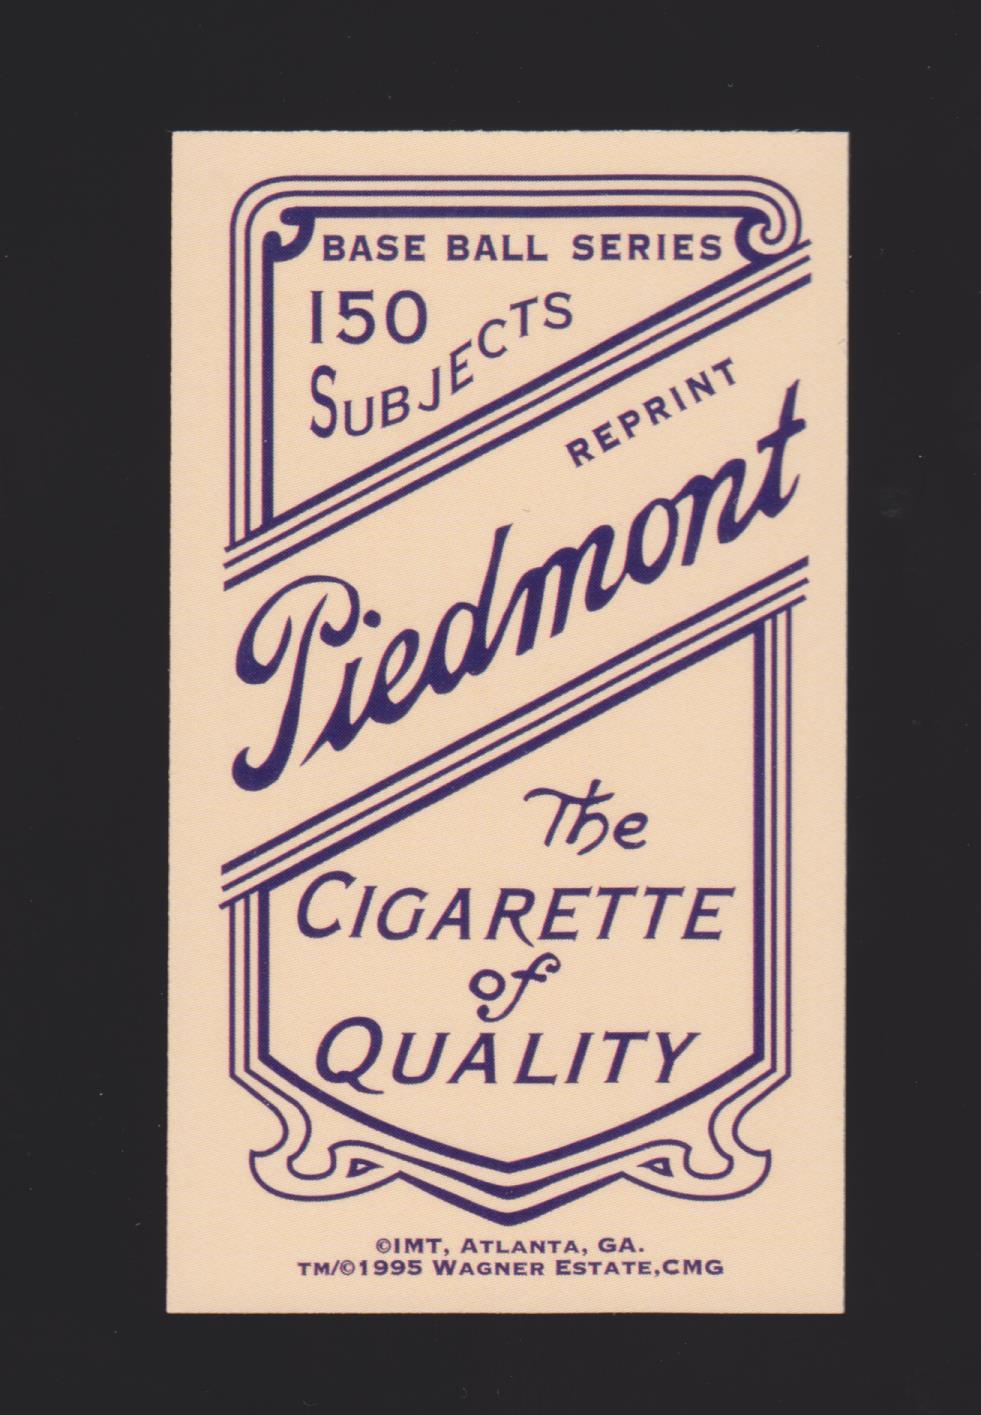 BASE BALL SERIES
150
SUBJECTS
REPRINT
Piedmont
The
CIGARETTE
of
QUALITY
©IMT, ATLANTA, GA.
TM/©1995 WAGNER ESTATE,CMG